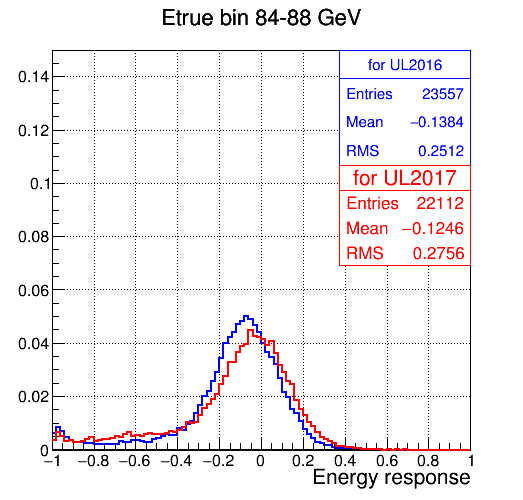 Etrue bin 84-88 GeV
for UL2016
Entries 23557
Mean −0.1384
RMS 0.2512
for UL2017
Entries 22112
Mean −0.1246
RMS 0.2756
0.14
0.12
0.1
0.08
0.06
0.04
0.02
0
−1 −0.8 −0.6 −0.4 −0.2 0 0.2 0.4 0.6 0.8 1
Energy response